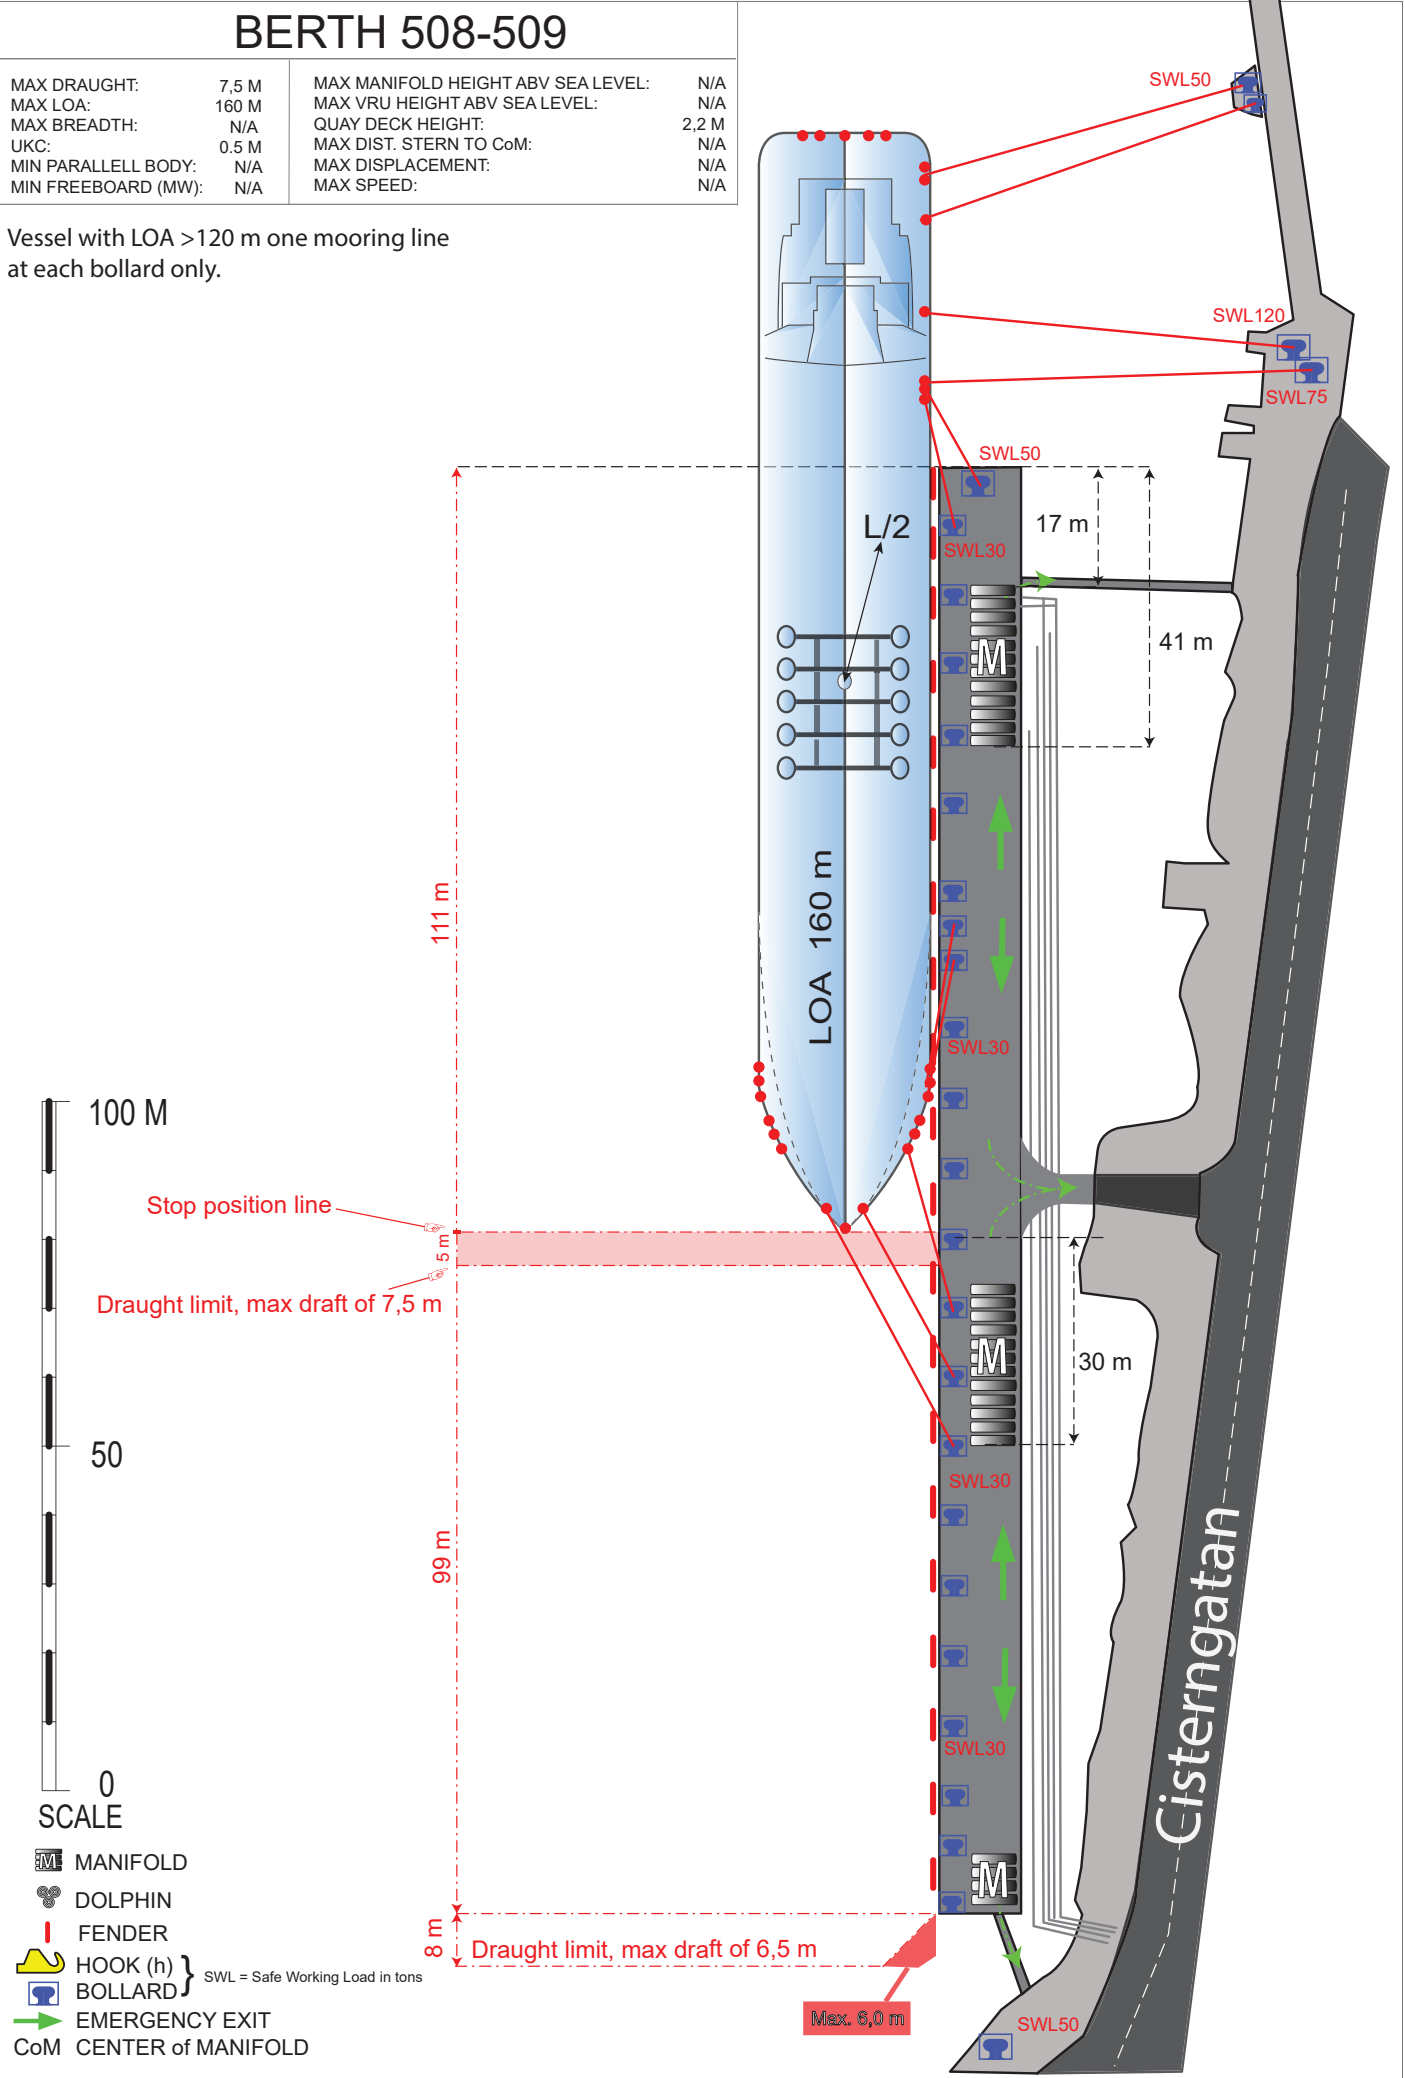 BERTH 508-509
MAX DRAUGHT: 7,5 M
MAX LOA: 160 M
MAX BREADTH: N/A
UKC: 0.5 M
MIN PARALLELL BODY: N/A
MIN FREEBOARD (MW): N/A
MAX MANIFOLD HEIGHT ABV SEA LEVEL: N/A
MAX VRU HEIGHT ABV SEA LEVEL: N/A
QUAY DECK HEIGHT: 2,2 M
MAX DIST. STERN TO CoM: N/A
MAX DISPLACEMENT: N/A
MAX SPEED: N/A
Vessel with LOA >120 m one mooring line
at each bollard only.
SWL50
SWL120
SWL75
SWL50
SWL30
17 m
L/2
41 m
M
111 m
LOA 160 m
SWL30
100 M
Stop position line
5 m
Draught limit, max draft of 7,5 m
M
30 m
50
SWL30
99 m
Cisterngatan
SWL30
0
SCALE
M
M MANIFOLD
DOLPHIN
FENDER
HOOK (h)
BOLLARD
} SWL = Safe Working Load in tons
EMERGENCY EXIT
CoM CENTER of MANIFOLD
8 m
Draught limit, max draft of 6,5 m
Max. 6,0 m
SWL50